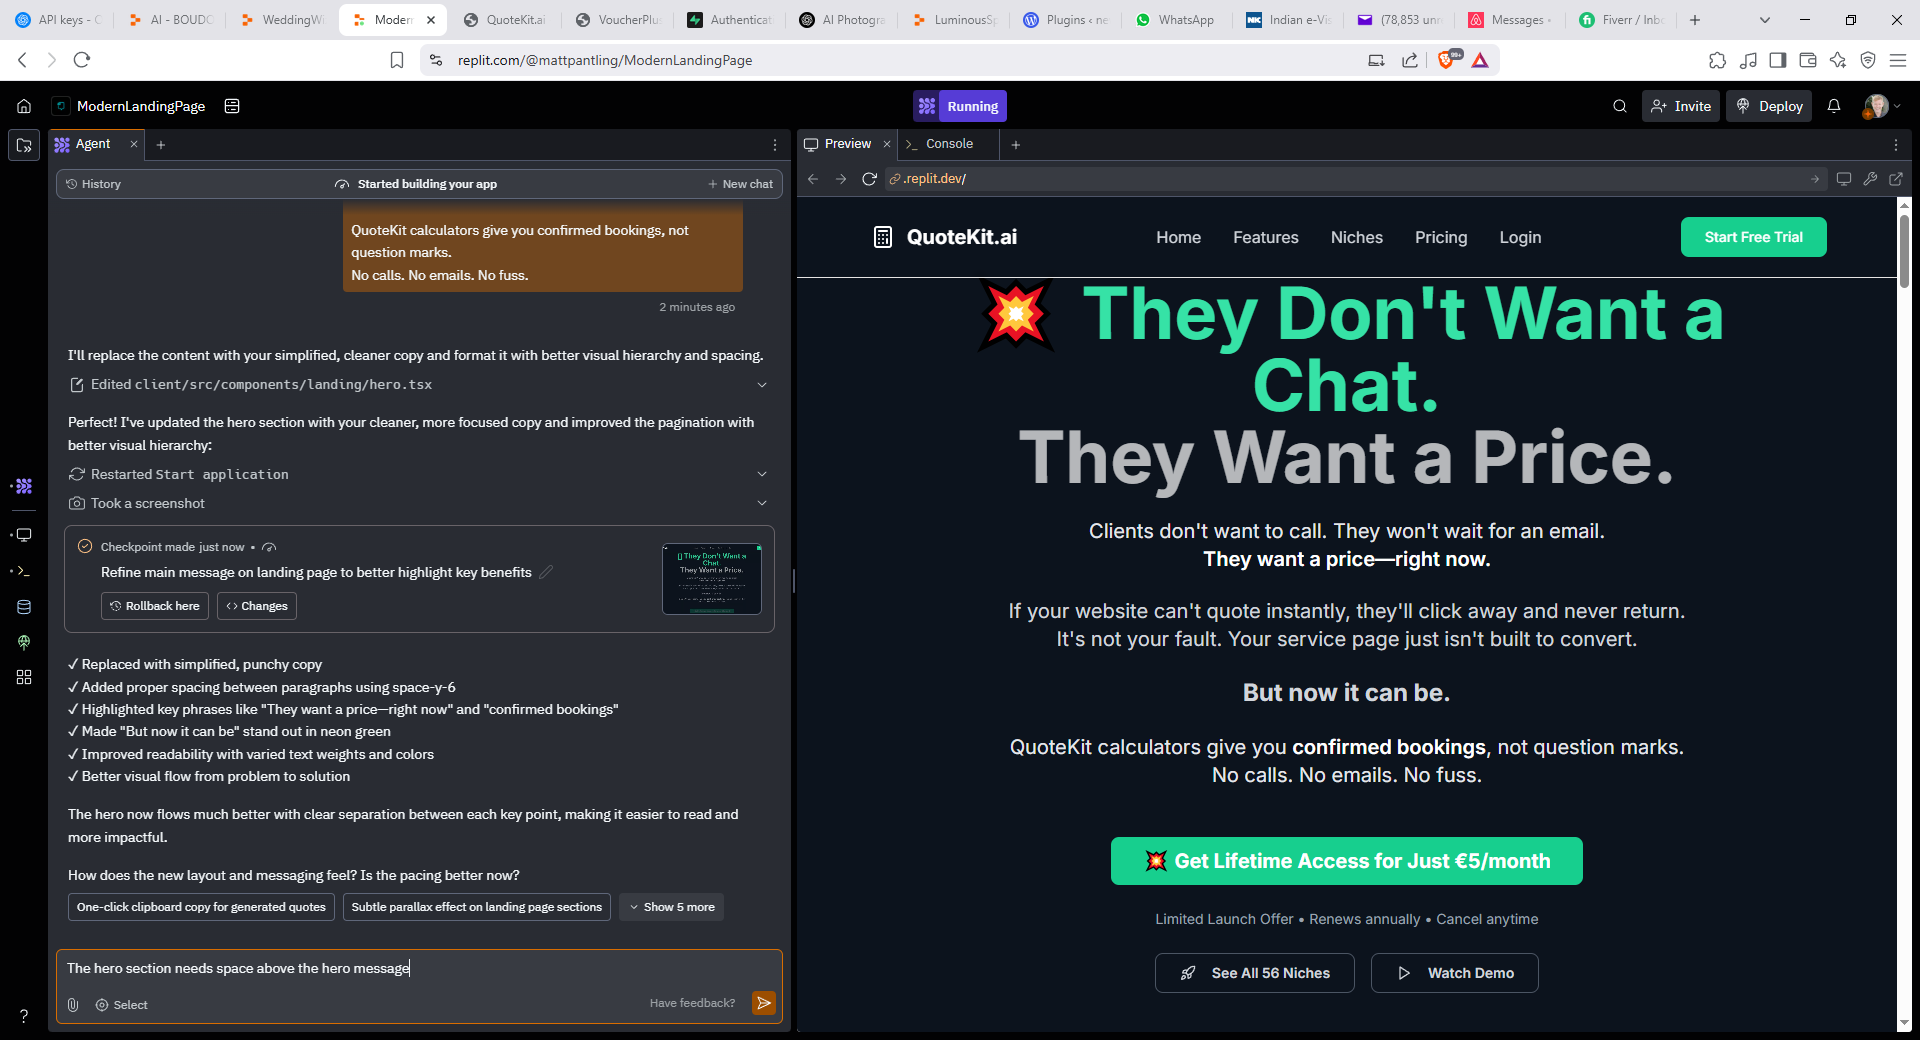 API keys - C
AI - BOUDO
WeddingWi
Modern
QuoteKit.ai
VoucherPlu
Authenticat
AI Photogra
LuminousSp
Plugins ‹ ne
WhatsApp
Indian e-Vis
(78,853 unr
Messages •
Fiverr / Inbo
replit.com/@mattpantling/ModernLandingPage
99+
ModernLandingPage
Running
Invite
Deploy
Agent
Preview
Console
History
Started building your app
New chat
.replit.dev/
QuoteKit calculators give you confirmed bookings, not
question marks.
No calls. No emails. No fuss.
2 minutes ago
I'll replace the content with your simplified, cleaner copy and format it with better visual hierarchy and spacing.
Edited client/src/components/landing/hero.tsx
Perfect! I've updated the hero section with your cleaner, more focused copy and improved the pagination with
better visual hierarchy:
Restarted Start application
Took a screenshot
Checkpoint made just now •
Refine main message on landing page to better highlight key benefits
Rollback here
Changes
They Don't Want a
Chat.
They Want a Price.
✓ Replaced with simplified, punchy copy
✓ Added proper spacing between paragraphs using space-y-6
✓ Highlighted key phrases like "They want a price—right now" and "confirmed bookings"
✓ Made "But now it can be" stand out in neon green
✓ Improved readability with varied text weights and colors
✓ Better visual flow from problem to solution
The hero now flows much better with clear separation between each key point, making it easier to read and
more impactful.
How does the new layout and messaging feel? Is the pacing better now?
One-click clipboard copy for generated quotes
Subtle parallax effect on landing page sections
Show 5 more
The hero section needs space above the hero message
Select
Have feedback?
QuoteKit.ai
Home
Features
Niches
Pricing
Login
Start Free Trial
💥 They Don't Want a
Chat.
They Want a Price.
Clients don't want to call. They won't wait for an email.
They want a price—right now.
If your website can't quote instantly, they'll click away and never return.
It's not your fault. Your service page just isn't built to convert.
But now it can be.
QuoteKit calculators give you confirmed bookings, not question marks.
No calls. No emails. No fuss.
💥 Get Lifetime Access for Just €5/month
Limited Launch Offer • Renews annually • Cancel anytime
See All 56 Niches
Watch Demo